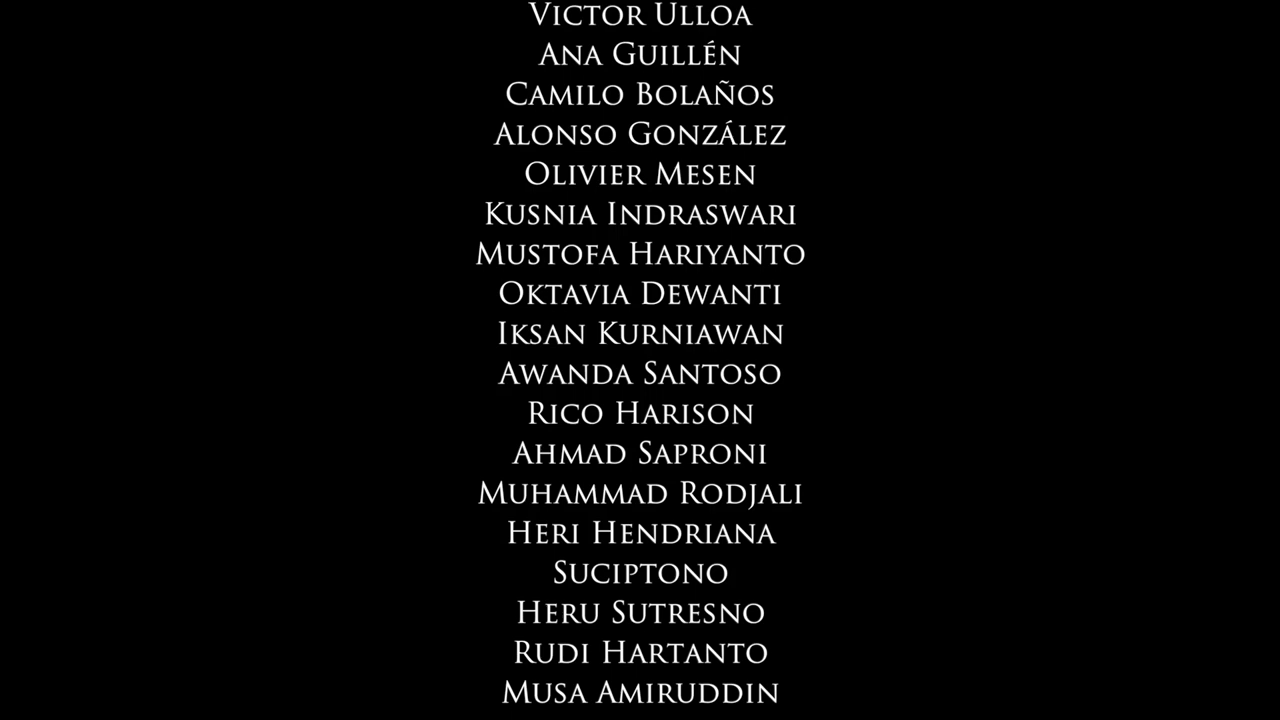 Victor Ulloa
Ana Guillén
Camilo Bolaños
Alonso González
Olivier Mesen
Kusnia Indraswari
Mustofa Hariyanto
Oktavia Dewanti
Iksan Kurniawan
Awanda Santoso
Rico Harison
Ahmad Saproni
Muhammad Rodjali
Heri Hendriana
Suciptono
Heru Sutresno
Rudi Hartanto
Musa Amiruddin